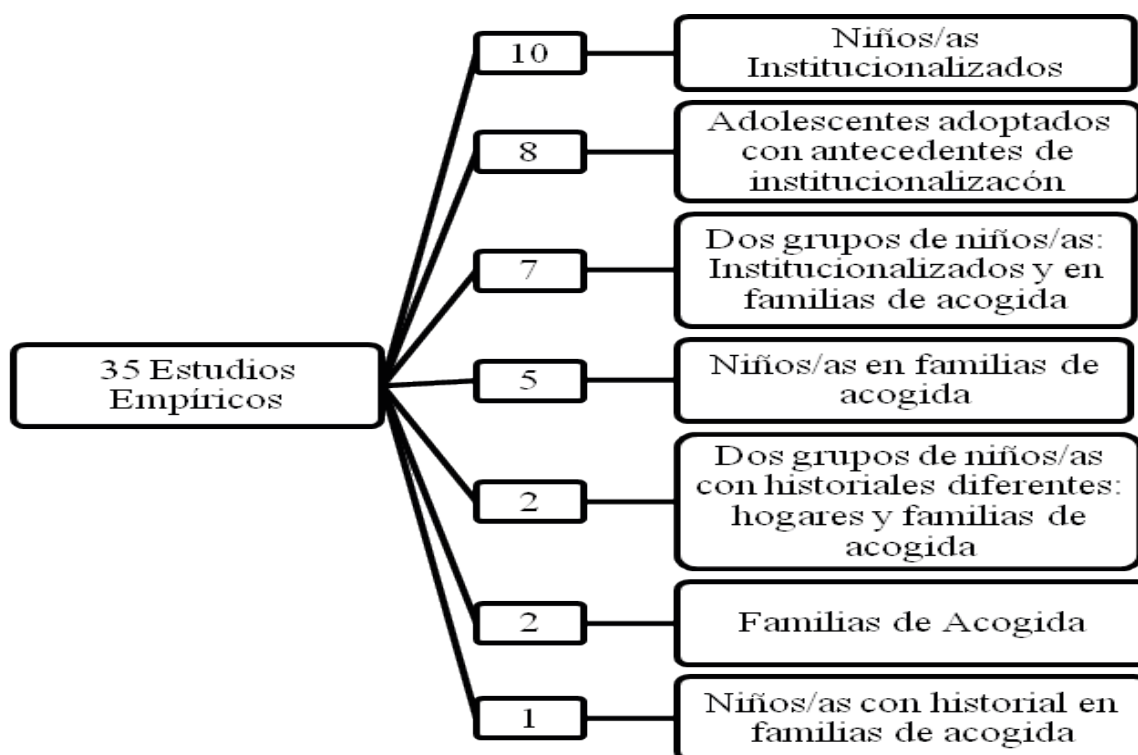 35 Estudios
Empíricos
10
Niños/as
Institucionalizados
8
Adolescentes adoptados
con antecedentes de
institucionalizacón
7
Dos grupos de niños/as:
Institucionalizados y en
familias de acogida
5
Niños/as en familias de
acogida
2
Dos grupos de niños/as
con historiales diferentes:
hogares y familias de
acogida
2
Familias de Acogida
1
Niños/as con historial en
familias de acogida